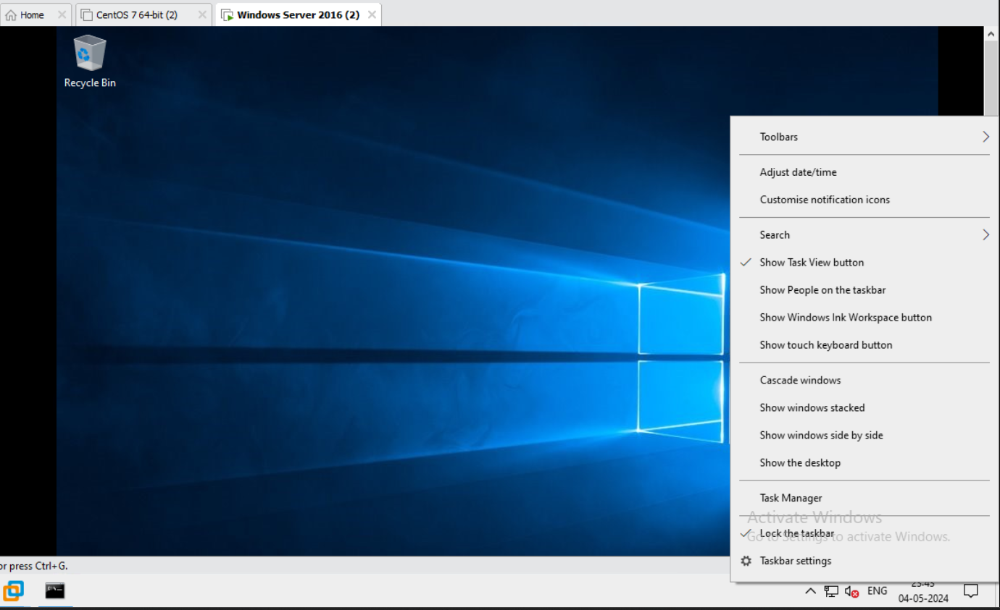 Home
CentOS 7 64-bit (2)
Windows Server 2016 (2)
Recycle Bin
Toolbars
Adjust date/time
Customise notification icons
Search
Show Task View button
Show People on the taskbar
Show Windows Ink Workspace button
Show touch keyboard button
Cascade windows
Show windows stacked
Show windows side by side
Show the desktop
Task Manager
Activate Windows
Lock the taskbar
Go to Settings to activate Windows.
Taskbar settings
or press Ctrl+G.
ENG
04-05-2024